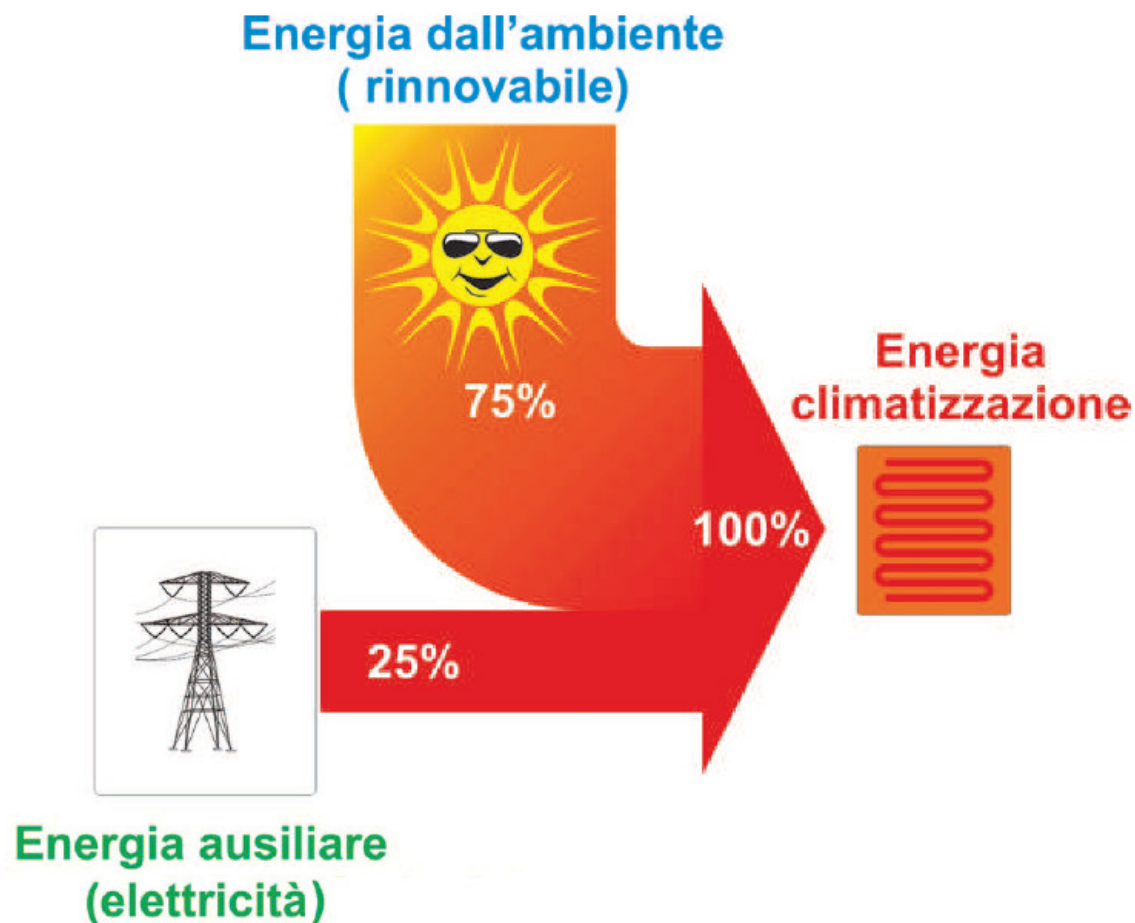 Energia dall'ambiente
( rinnovabile)
75%
Energia
climatizzazione
100%
25%
Energia ausiliare
(elettricità)